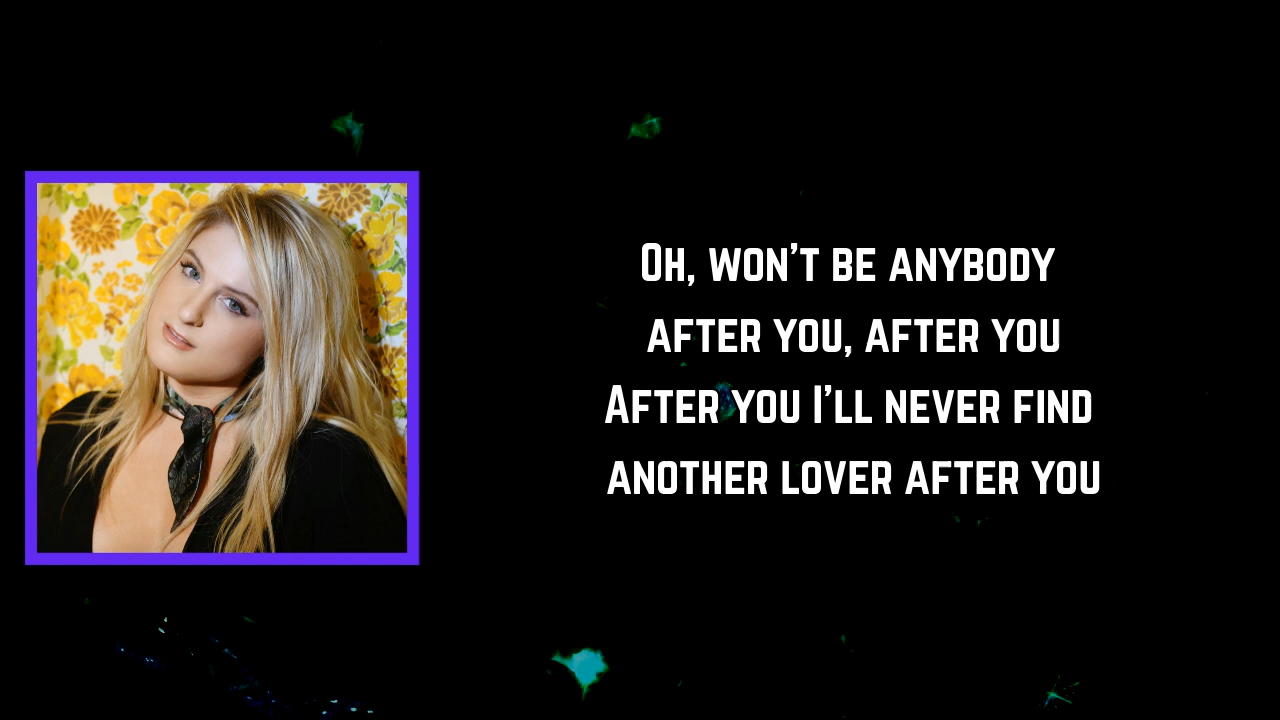 Oh, won't be anybody
after you, after you
After you I'll never find
another lover after you